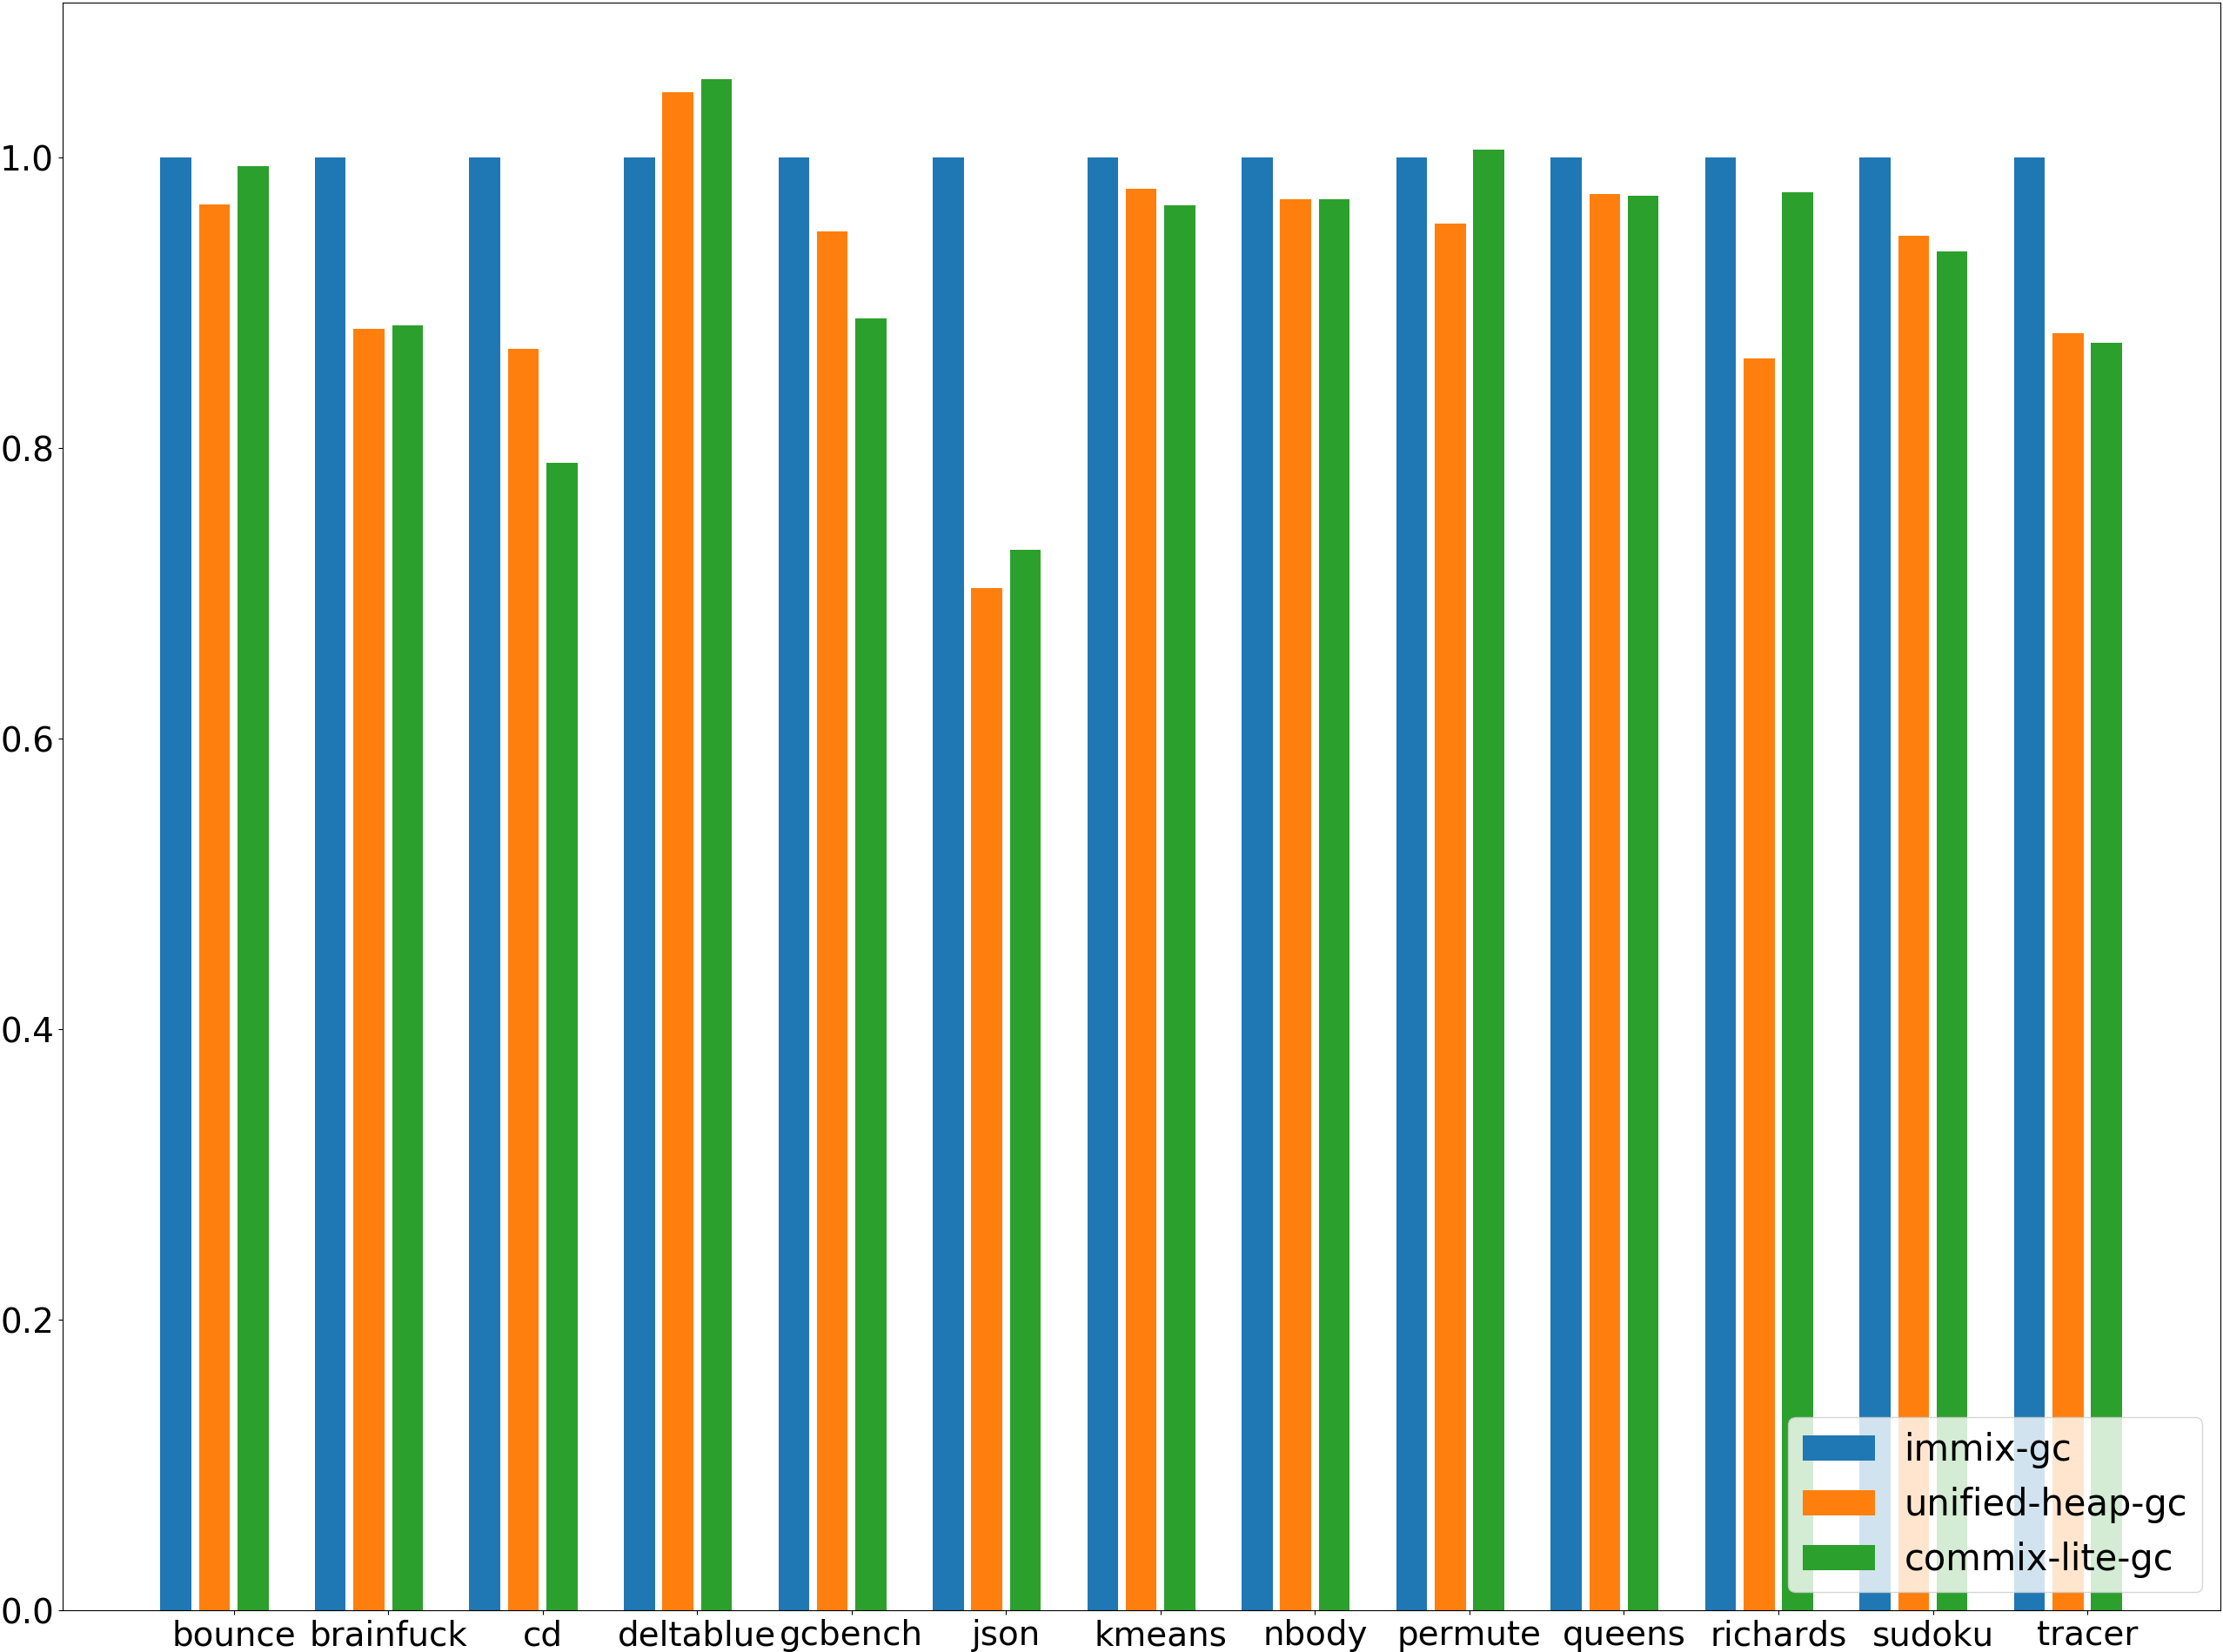 1.0
0.8
0.6
0.4
0.2
0.0
immix-gc
unified-heap-gc
commix-lite-gc
bounce brainfuck cd deltablue gcbench json kmeans nbody permute queens richards sudoku tracer